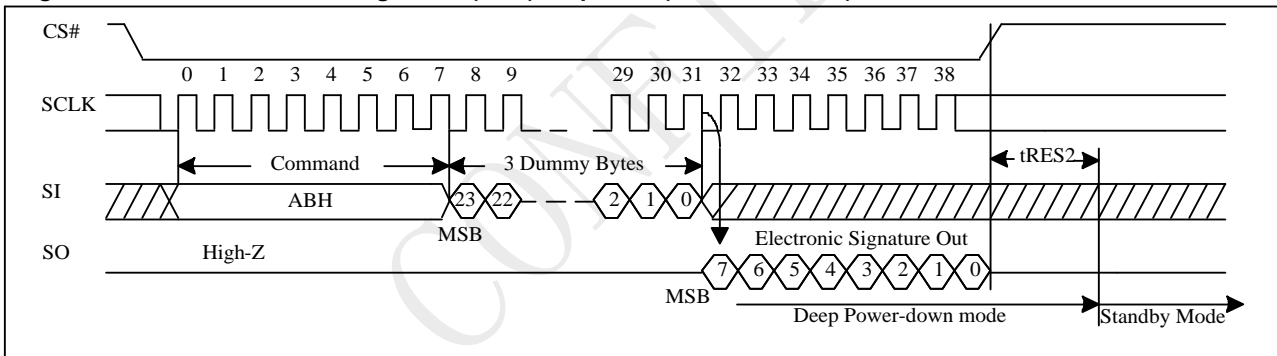 CS#
0 1 2 3 4 5 6 7 8 9 29 30 31 32 33 34 35 36 37 38
SCLK
Command 3 Dummy Bytes tRES2
SI
ABH 23 22 2 1 0
MSB
SO High-Z Electronic Signature Out
7 6 5 4 3 2 1 0
MSB
Deep Power-down mode Standby Mode